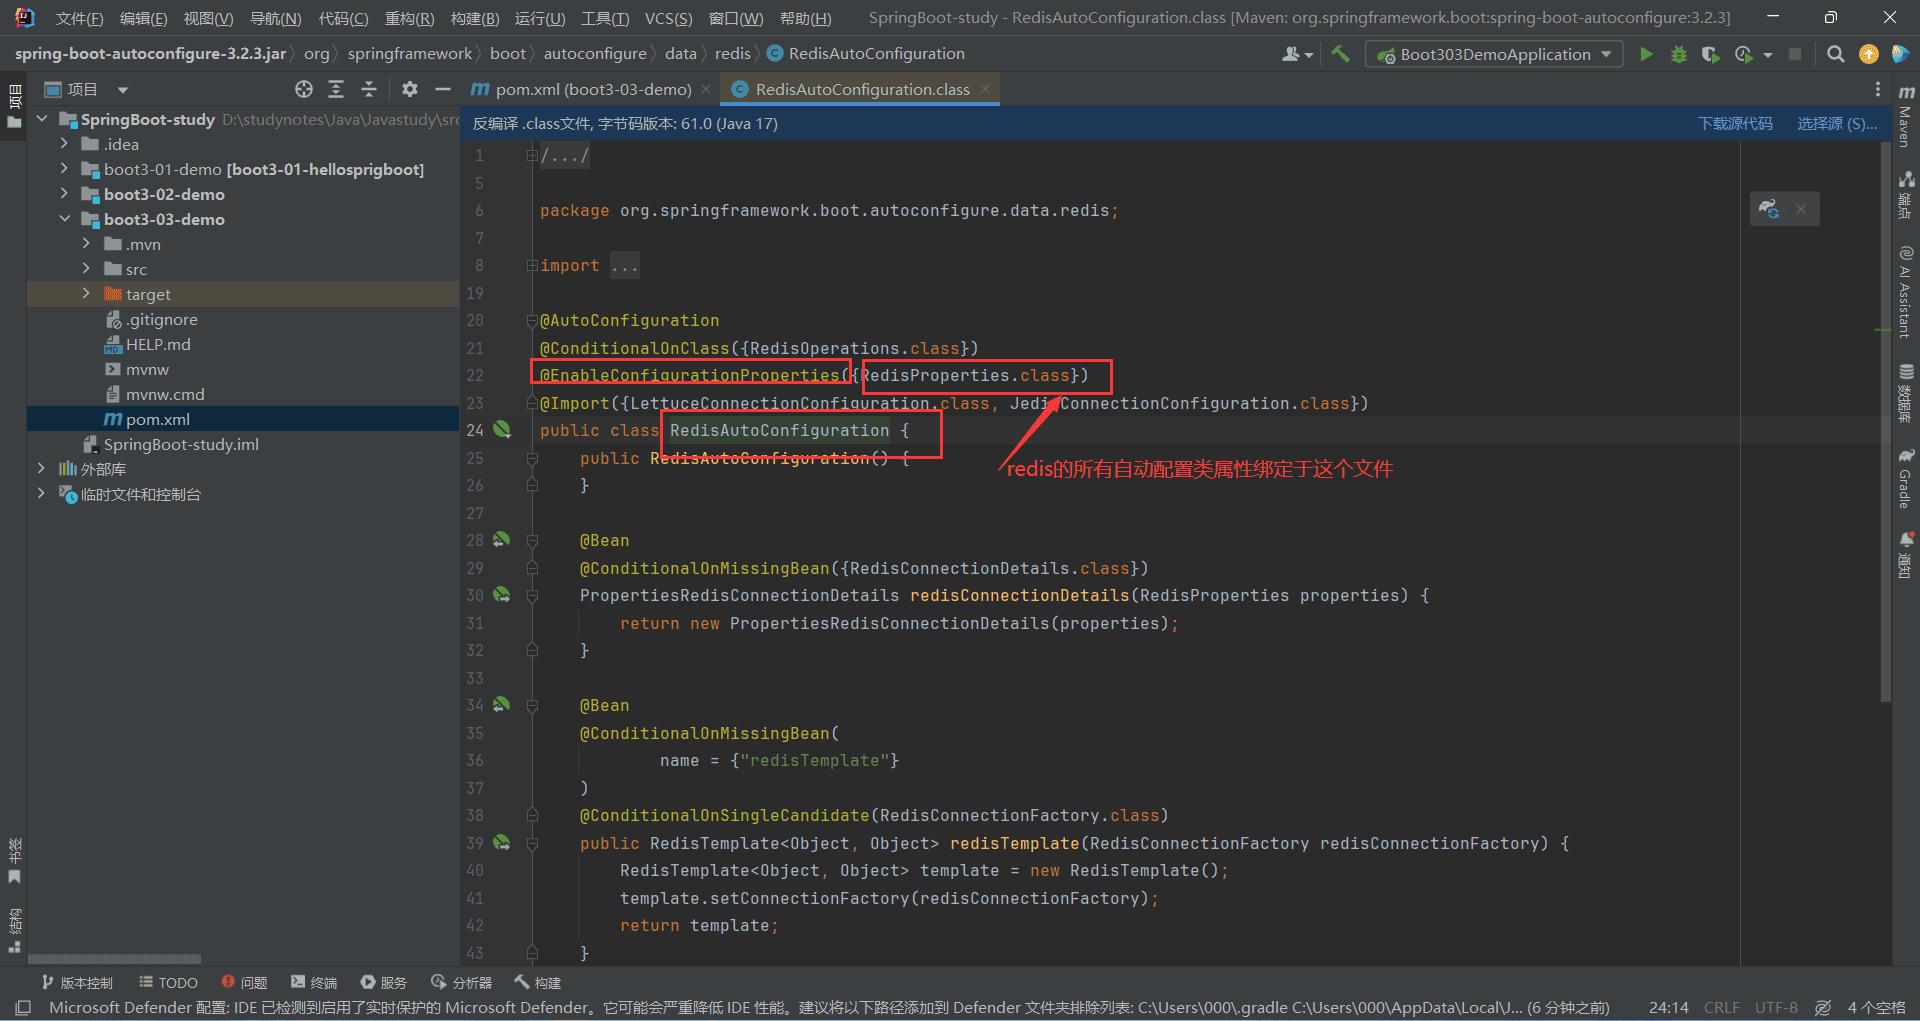 文件(F) 编辑(E) 视图(V) 导航(N) 代码(C) 重构(R) 构建(B) 运行(U) 工具(T) VCS(S) 窗口(W) 帮助(H) SpringBoot-study - RedisAutoConfiguration.class [Maven: org.springframework.boot:spring-boot-autoconfigure:3.2.3]
spring-boot-autoconfigure-3.2.3.jar org springframework boot autoconfigure data redis RedisAutoConfiguration Boot303DemoApplication
项目 pom.xml (boot3-03-demo) RedisAutoConfiguration.class
反编译 .class文件, 字节码版本: 61.0 (Java 17) 下载源代码 选择源 (S)...
SpringBoot-study D:\studynotes\Java\Javastudy\src
.idea
boot3-01-demo [boot3-01-hellosprigboot]
boot3-02-demo
boot3-03-demo
.mvn
src
target
.gitignore
HELP.md
mvnw
mvnw.cmd
pom.xml
SpringBoot-study.iml
外部库
临时文件和控制台
1 /.../
5
6 package org.springframework.boot.autoconfigure.data.redis;
7
8 import ...
19
20 @AutoConfiguration
21 @ConditionalOnClass({RedisOperations.class})
22 @EnableConfigurationProperties({RedisProperties.class})
23 @Import({LettuceConnectionConfiguration.class, JedisConnectionConfiguration.class})
24 public class RedisAutoConfiguration {
25 public RedisAutoConfiguration() {
redis的所有自动配置类属性绑定于这个文件
26 }
27
28 @Bean
29 @ConditionalOnMissingBean({RedisConnectionDetails.class})
30 PropertiesRedisConnectionDetails redisConnectionDetails(RedisProperties properties) {
31 return new PropertiesRedisConnectionDetails(properties);
32 }
33
34 @Bean
35 @ConditionalOnMissingBean(
36 name = {"redisTemplate"}
37 )
38 @ConditionalOnSingleCandidate(RedisConnectionFactory.class)
39 public RedisTemplate<Object, Object> redisTemplate(RedisConnectionFactory redisConnectionFactory) {
40 RedisTemplate<Object, Object> template = new RedisTemplate();
41 template.setConnectionFactory(redisConnectionFactory);
42 return template;
43 }
项目
书签
结构
Maven
端点
AI Assistant
数据库
Gradle
通知
版本控制 TODO 问题 终端 服务 分析器 构建
Microsoft Defender 配置: IDE 已检测到启用了实时保护的 Microsoft Defender。它可能会严重降低 IDE 性能。建议将以下路径添加到 Defender 文件夹排除列表: C:\Users\000\.gradle C:\Users\000\AppData\Local\J... (6 分钟之前) 24:14 CRLF UTF-8 4 个空格